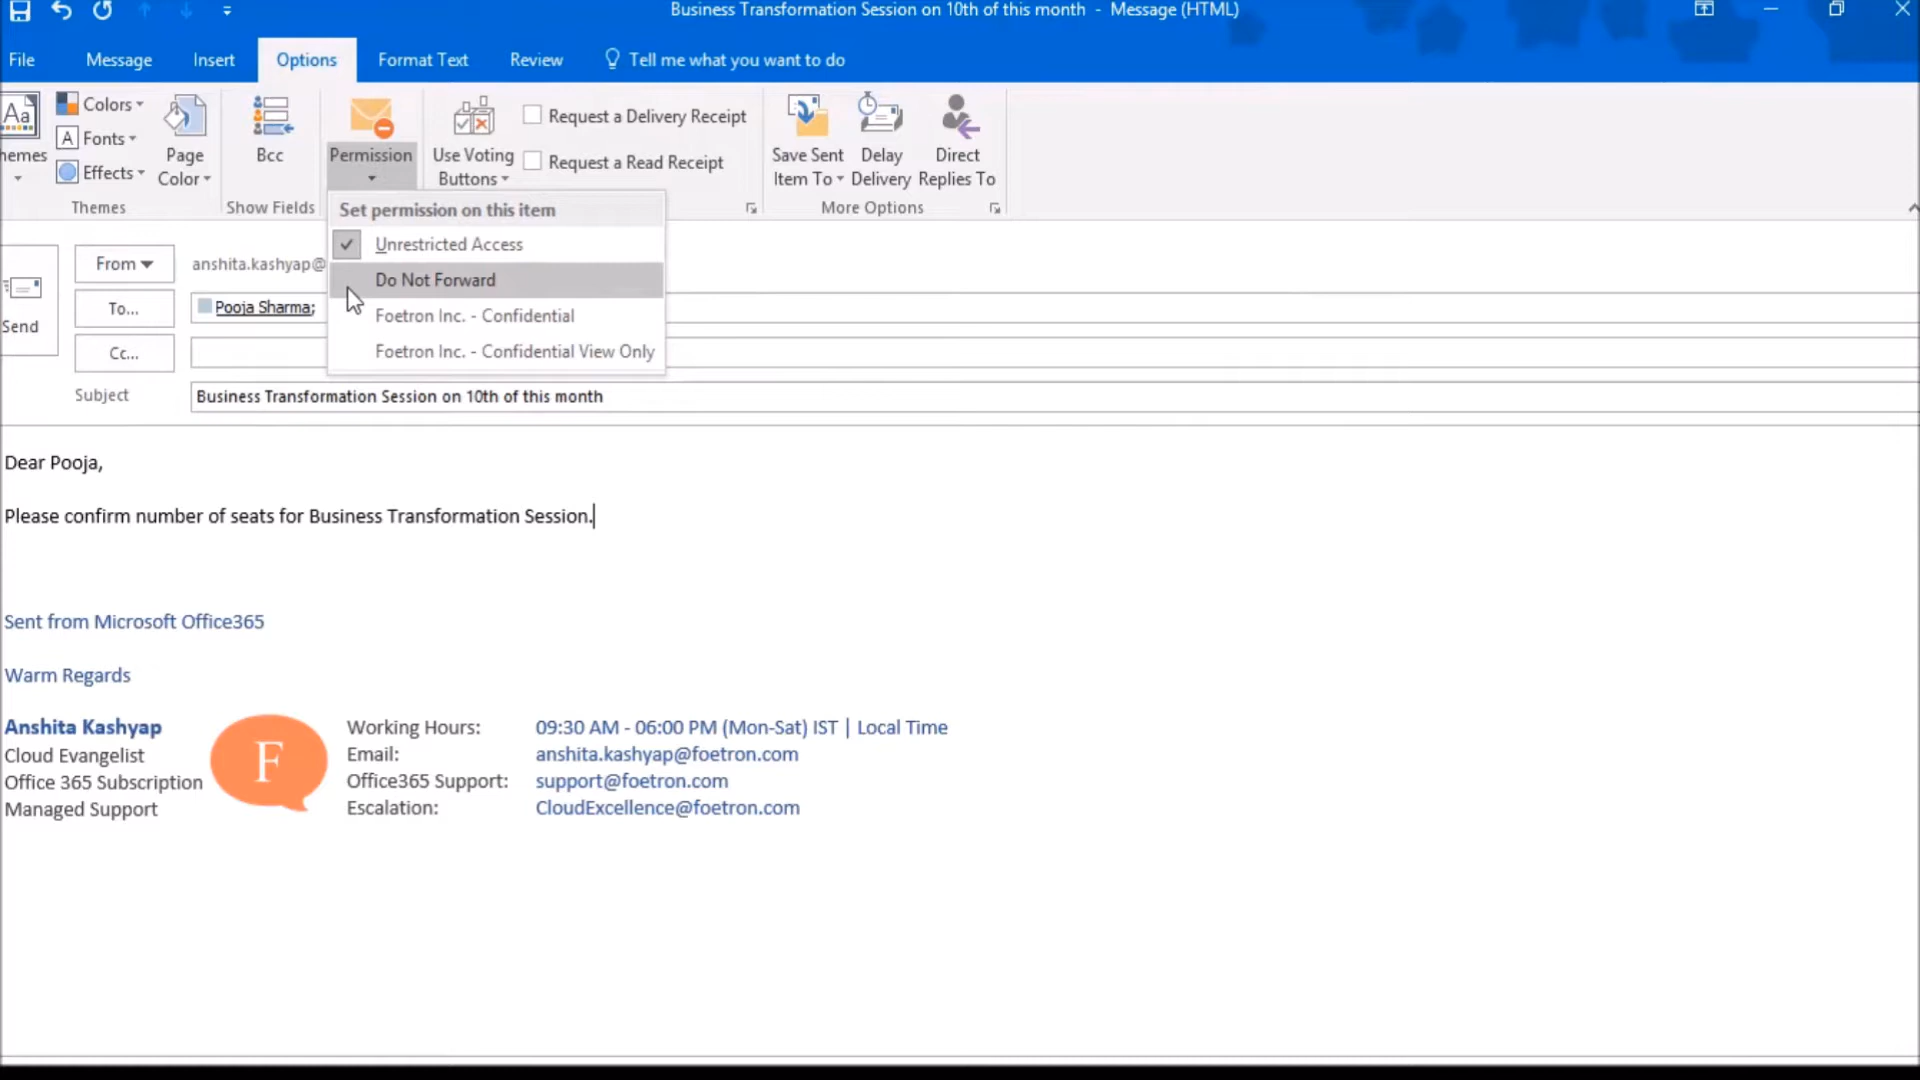 Business Transformation Session on 10th of this month - Message (HTML)
File Message Insert Options Format Text Review Tell me what you want to do
Aa Colors
A Fonts
Effects
Page Color
Themes
Bcc
Show Fields
Permission
Use Voting Buttons
Request a Delivery Receipt
Request a Read Receipt
Save Sent Item To
Delay Delivery
Direct Replies To
More Options
Set permission on this item
Unrestricted Access
Do Not Forward
Foetron Inc. - Confidential
Foetron Inc. - Confidential View Only
Send
From anshita.kashyap@
To... Pooja Sharma;
Cc...
Subject Business Transformation Session on 10th of this month
Dear Pooja,
Please confirm number of seats for Business Transformation Session.
Sent from Microsoft Office365
Warm Regards
Anshita Kashyap
Cloud Evangelist
Office 365 Subscription
Managed Support
F
Working Hours: 09:30 AM - 06:00 PM (Mon-Sat) IST | Local Time
Email: anshita.kashyap@foetron.com
Office365 Support: support@foetron.com
Escalation: CloudExcellence@foetron.com